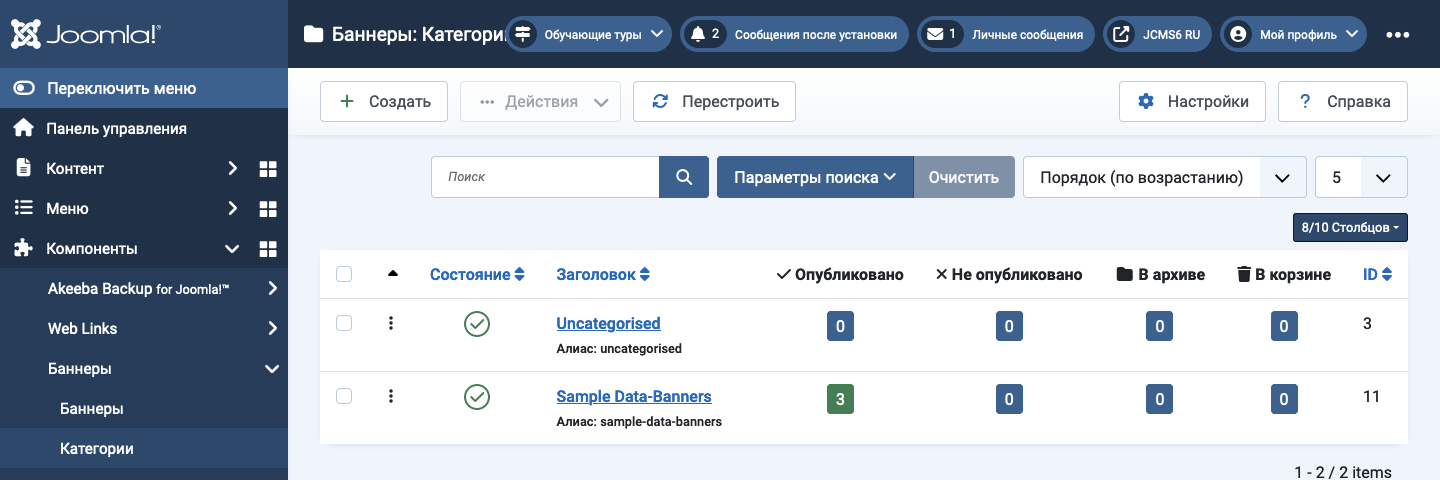 Joomla!®
Баннеры: Категори
Обучающие туры
2 Сообщения после установки
1 Личные сообщения
JCMS6 RU
Мой профиль
Переключить меню
Панель управления
Контент
Меню
Компоненты
Akeeba Backup for Joomla!™
Web Links
Баннеры
Баннеры
Категории
Создать
Действия
Перестроить
Настройки
? Справка
Поиск
Параметры поиска
Очистить
Порядок (по возрастанию)
5
8/10 Столбцов
Состояние Заголовок Опубликовано Не опубликовано В архиве В корзине ID
Uncategorised 0 0 0 0 3
Алиас: uncategorised
Sample Data-Banners 3 0 0 0 11
Алиас: sample-data-banners
1 - 2 / 2 items